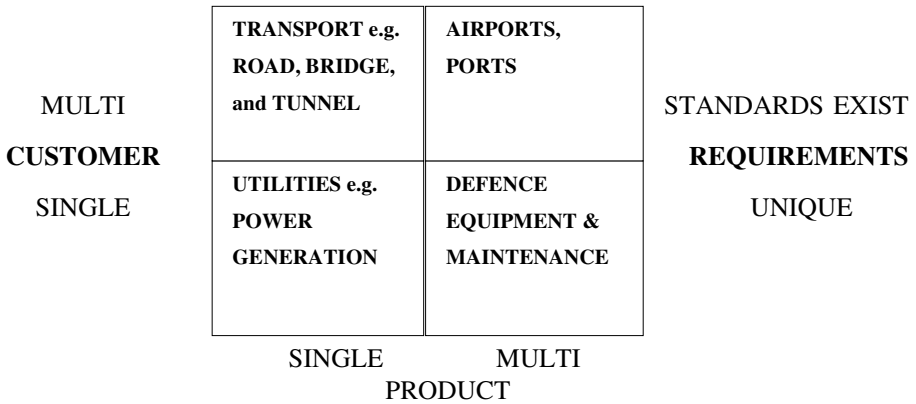 TRANSPORT e.g.
ROAD, BRIDGE,
and TUNNEL
AIRPORTS,
PORTS
MULTI
CUSTOMER
SINGLE
STANDARDS EXIST
REQUIREMENTS
UNIQUE
UTILITIES e.g.
POWER
GENERATION
DEFENCE
EQUIPMENT &
MAINTENANCE
SINGLE MULTI
PRODUCT